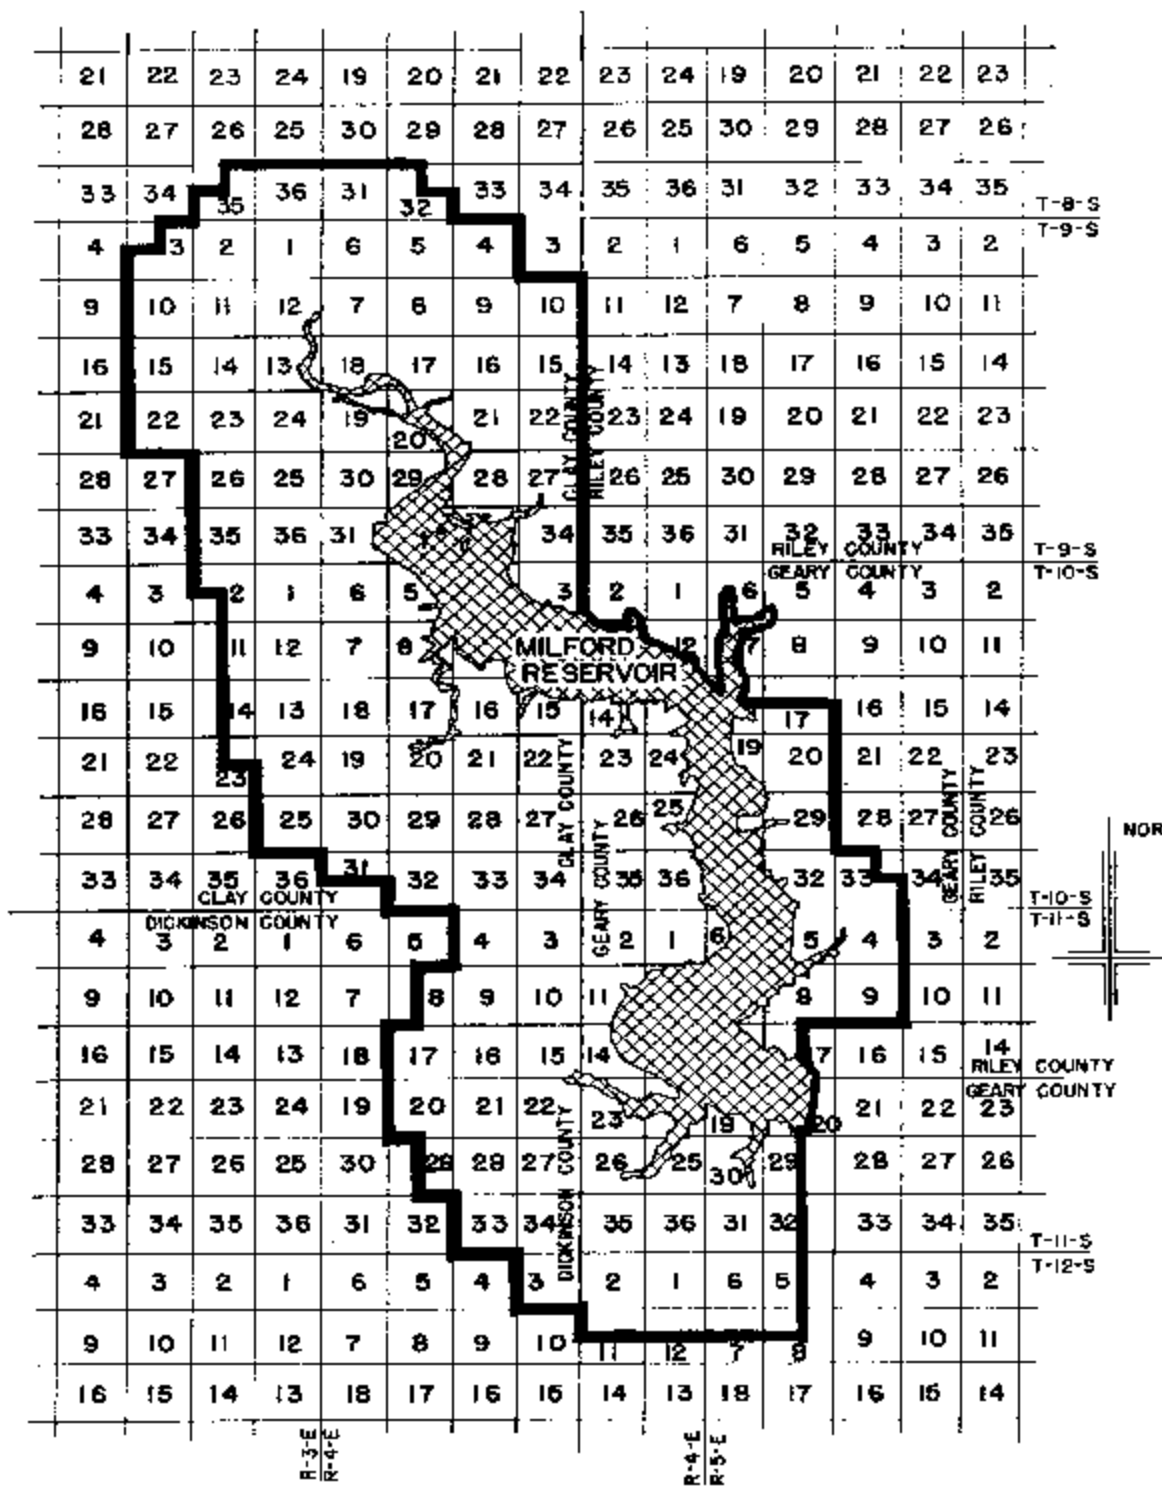 21 22 23 24 19 20 21 22 23 24 19 20 21 22 23
28 27 26 25 30 29 28 27 26 25 30 29 28 27 26
33 34 35 36 31 32 33 34 35 36 31 32 33 34 35
T-8-S
T-9-S
4 3 2 1 6 5 4 3 2 1 6 5 4 3 2
9 10 11 12 7 8 9 10 11 12 7 8 9 10 11
16 15 14 13 18 17 16 15 14 13 18 17 16 15 14
21 22 23 24 19 20 21 22 23 24 19 20 21 22 23
CLAY COUNTY
RILEY COUNTY
28 27 26 25 30 29 28 27 26 25 30 29 28 27 26
33 34 35 36 31 34 35 36 31 32 33 34 35
RILEY COUNTY
GEARY COUNTY
T-9-S
T-10-S
4 3 2 1 6 5 3 2 1 6 5 4 3 2
9 10 11 12 7 8 12 7 8 9 10 11
MILFORD
RESERVOIR
16 15 14 13 18 17 16 15 14 17 16 15 14
21 22 23 24 19 20 21 22 23 24 19 20 21 22 23
CLAY COUNTY
GEARY COUNTY
GEARY COUNTY
RILEY COUNTY
28 27 26 25 30 29 28 27 26 25 29 28 27 26
NOR
33 34 35 36 31 32 33 34 35 36 32 33 34 35
CLAY COUNTY
DICKINSON COUNTY
T-10-S
T-11-S
4 3 2 1 6 5 4 3 2 1 6 5 4 3 2
9 10 11 12 7 8 9 10 11 8 9 10 11
16 15 14 13 18 17 16 15 14 17 16 15 14
RILEY COUNTY
GEARY COUNTY
21 22 23 24 19 20 21 22 23 19 20 21 22 23
DICKINSON COUNTY
28 27 26 25 30 29 28 27 26 25 30 29 28 27 26
33 34 35 36 31 32 33 34 35 36 31 32 33 34 35
T-11-S
T-12-S
4 3 2 1 6 5 4 3 2 1 6 5 4 3 2
9 10 11 12 7 8 9 10 11 12 7 8 9 10 11
16 15 14 13 18 17 16 15 14 13 18 17 16 15 14
R-3-E
R-4-E
R-4-E
R-5-E